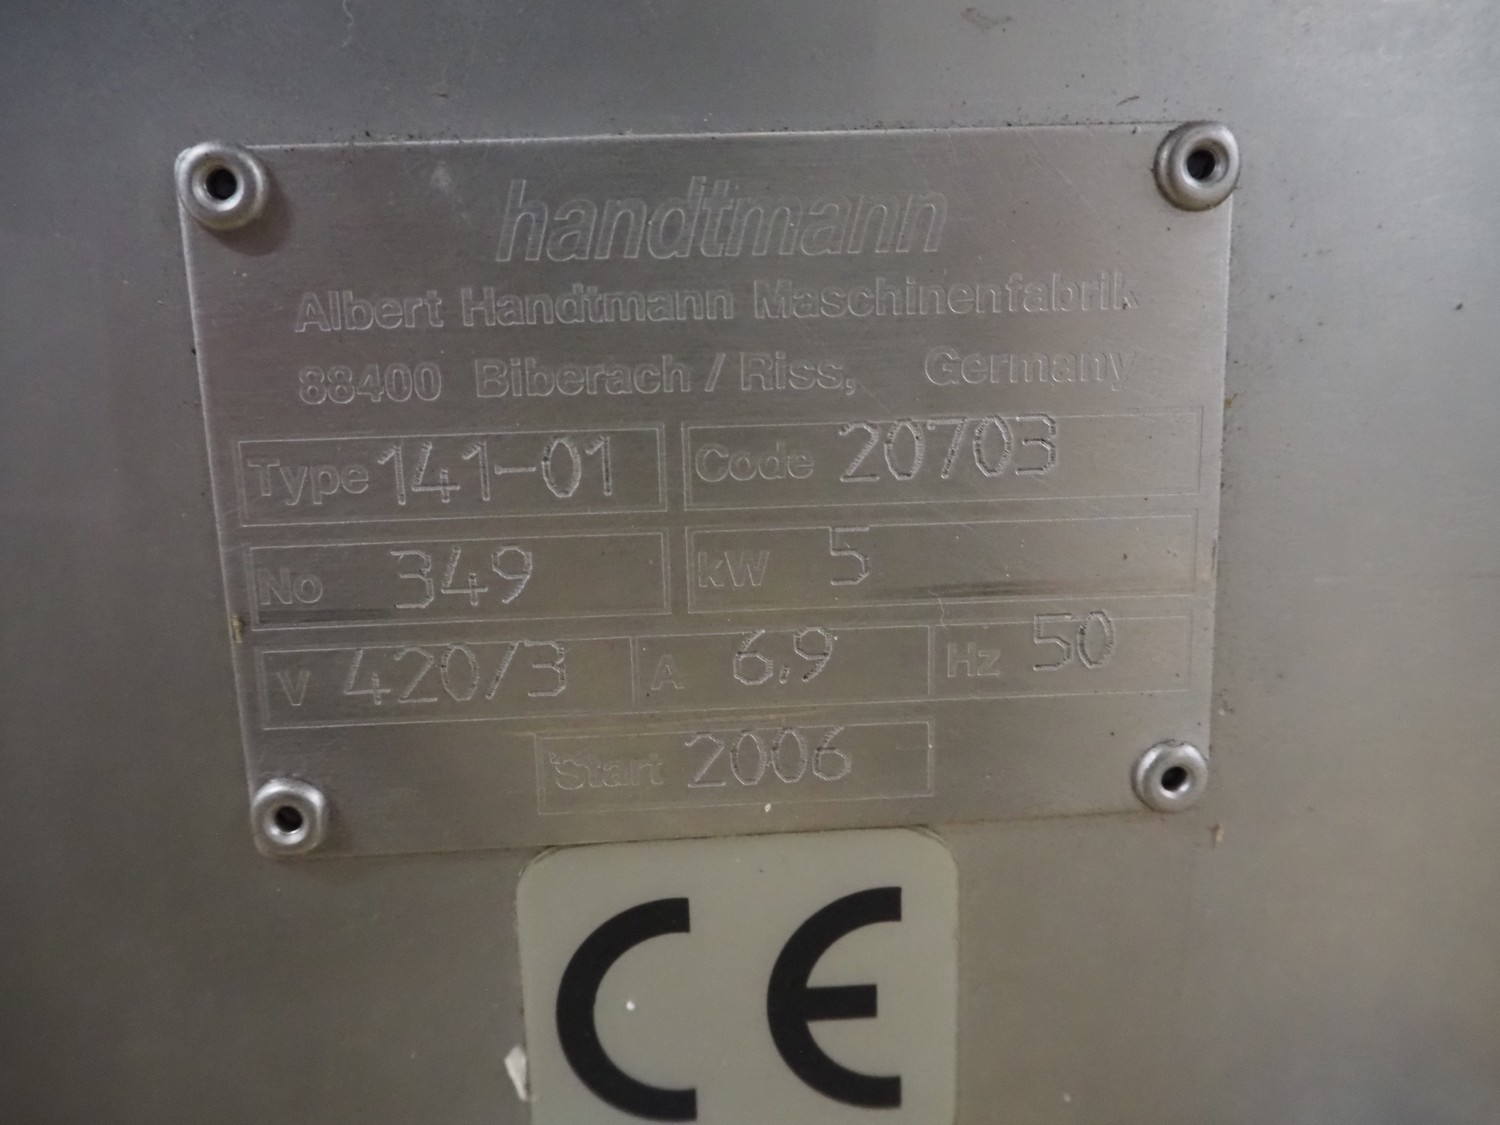 handtmann
Albert Handtmann Maschinenfabrik
88400 Biberach / Riss, Germany
Type 141-01 Code 20703
No 349 kW 5
V 420/3 A 6,9 Hz 50
Start 2006
CE